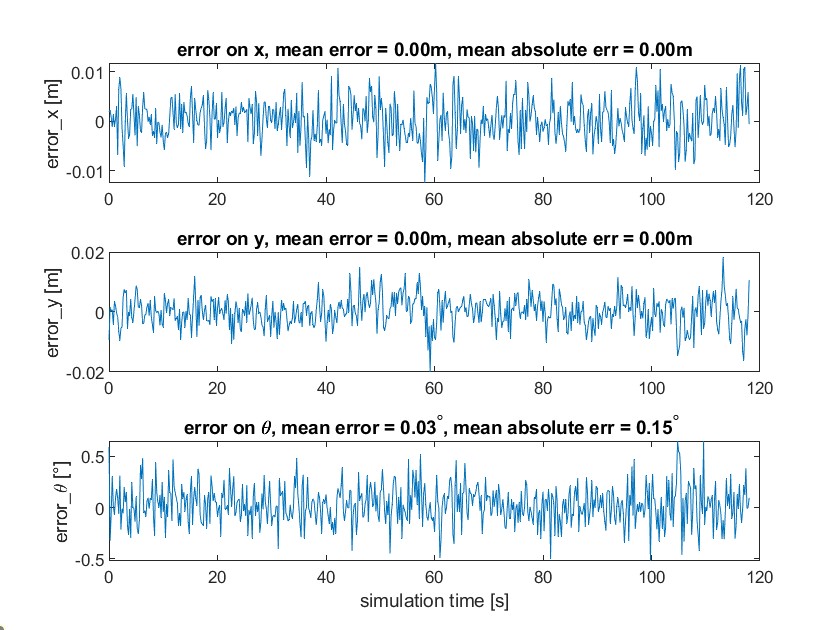 error on x, mean error = 0.00m, mean absolute err = 0.00m
error_x [m]
0.01
0
-0.01
0 20 40 60 80 100 120
error on y, mean error = 0.00m, mean absolute err = 0.00m
error_y [m]
0.02
0
-0.02
0 20 40 60 80 100 120
error on θ, mean error = 0.03°, mean absolute err = 0.15°
error_θ [°]
0.5
0
-0.5
0 20 40 60 80 100 120
simulation time [s]